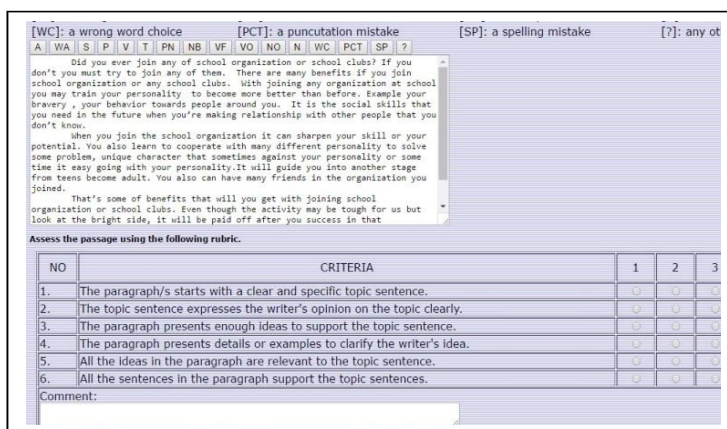 [WC]: a wrong word choice [PCT]: a puncutation mistake [SP]: a spelling mistake [?]: any ot
A WA S P V T PN NB VF VO NO N WC PCT SP ?
Did you ever join any of school organization or school clubs? If you
don't you must try to join any of them. There are many benefits if you join
school organization or any school clubs. With joining any organization at school
you may train your personality to become more better than before. Example your
bravery , your behavior towards people around you. It is the social skills that
you need in the future when you're making relationship with other people that you
don't know.
When you join the school organization it can sharpen your skill or your
potential. You also learn to cooperate with many different personality to solve
some problem, unique character that sometimes against your personality or some
time it easy going with your personality.It will guide you into another stage
from teens become adult. You also can have many friends in the organization you
joined.
That's some of benefits that will you get with joining school
organization or school clubs. Even though the activity may be tough for us but
look at the bright side, it will be paid off after you success in that
Assess the passage using the following rubric.
NO CRITERIA 1 2 3
1. The paragraph/s starts with a clear and specific topic sentence.
2. The topic sentence expresses the writer's opinion on the topic clearly.
3. The paragraph presents enough ideas to support the topic sentence.
4. The paragraph presents details or examples to clarify the writer's idea.
5. All the ideas in the paragraph are relevant to the topic sentence.
6. All the sentences in the paragraph support the topic sentences.
Comment: